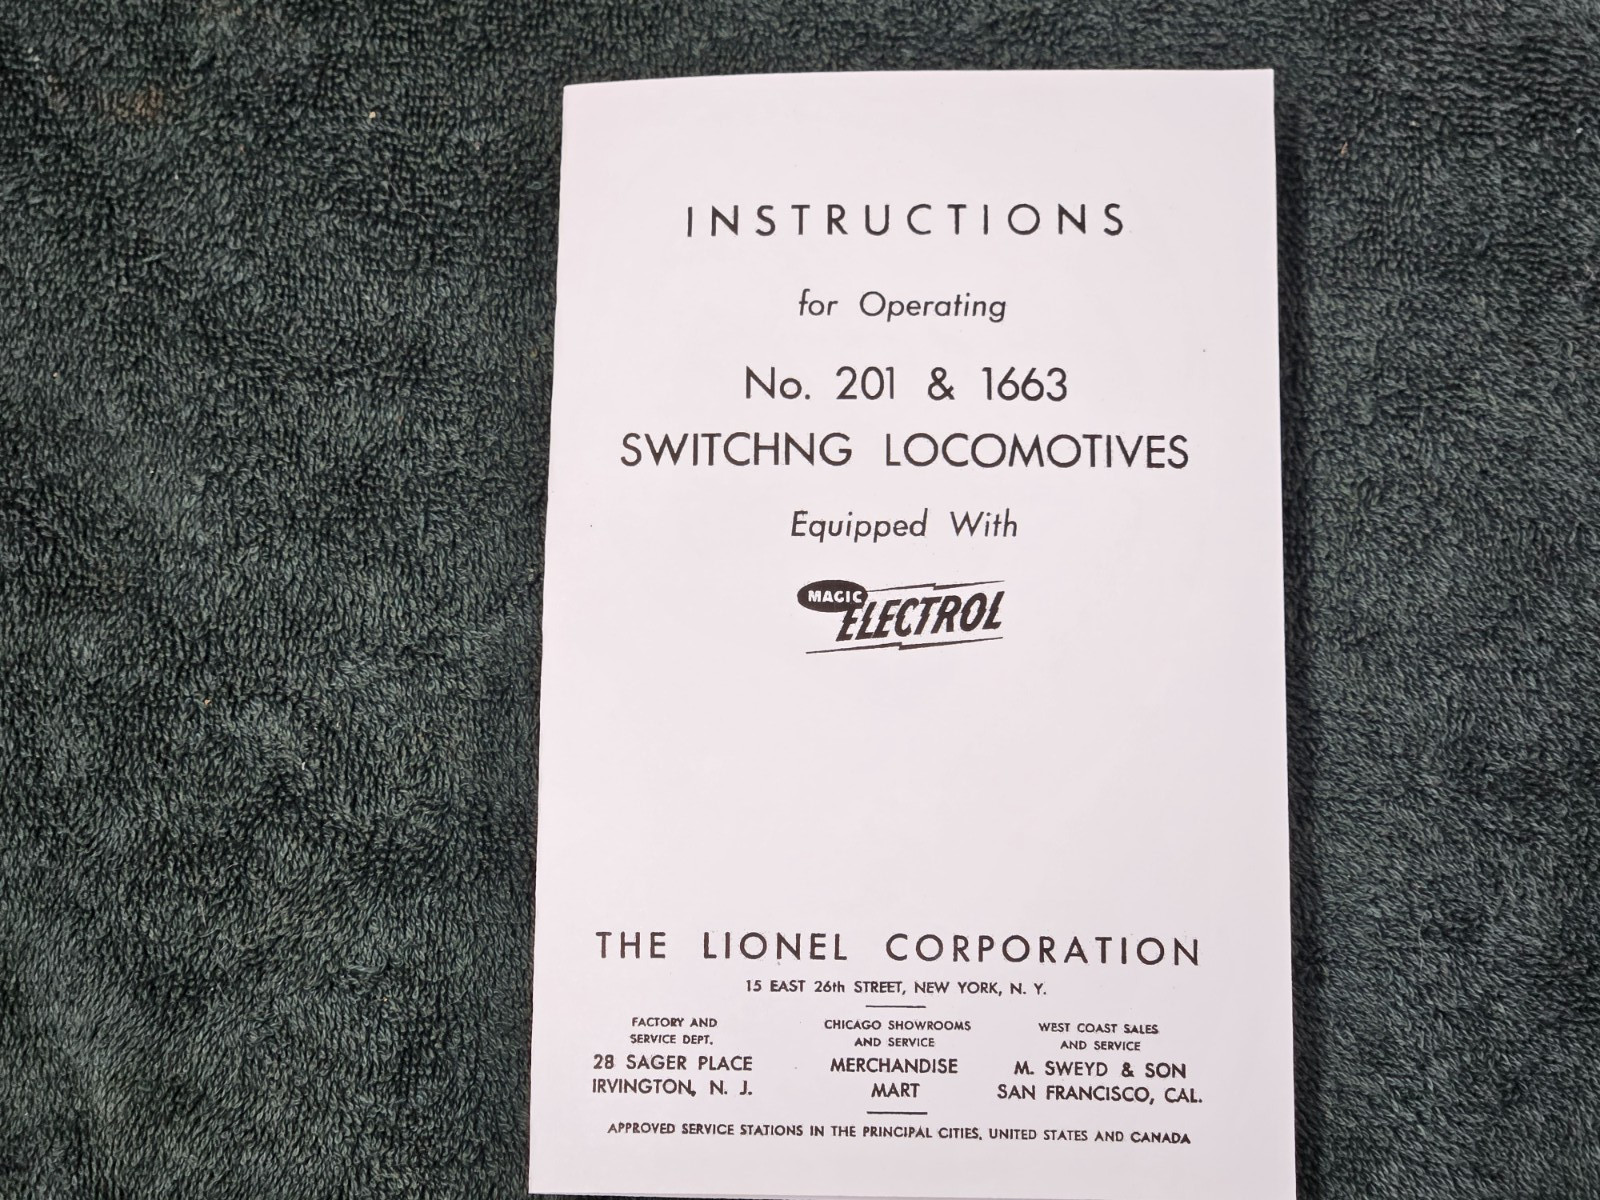 INSTRUCTIONS
for Operating
No. 201 & 1663
SWITCHNG LOCOMOTIVES
Equipped With
MAGIC
ELECTROL
THE LIONEL CORPORATION
15 EAST 26th STREET, NEW YORK, N. Y.
FACTORY AND
SERVICE DEPT.
28 SAGER PLACE
IRVINGTON, N. J.
CHICAGO SHOWROOMS
AND SERVICE
MERCHANDISE
MART
WEST COAST SALES
AND SERVICE
M. SWEYD & SON
SAN FRANCISCO, CAL.
APPROVED SERVICE STATIONS IN THE PRINCIPAL CITIES, UNITED STATES AND CANADA